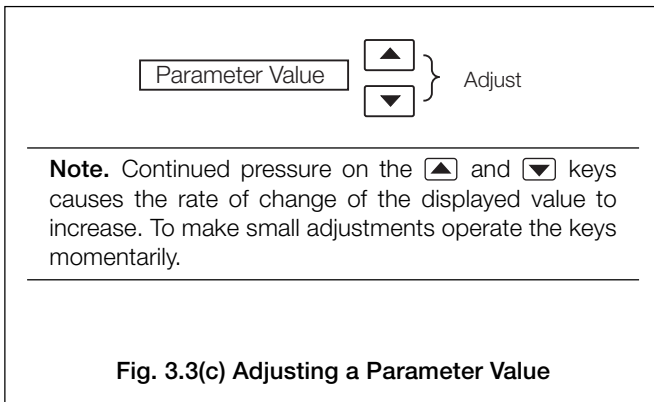 Parameter Value
Adjust
Note. Continued pressure on the ▲ and ▼ keys
causes the rate of change of the displayed value to
increase. To make small adjustments operate the keys
momentarily.
Fig. 3.3(c) Adjusting a Parameter Value